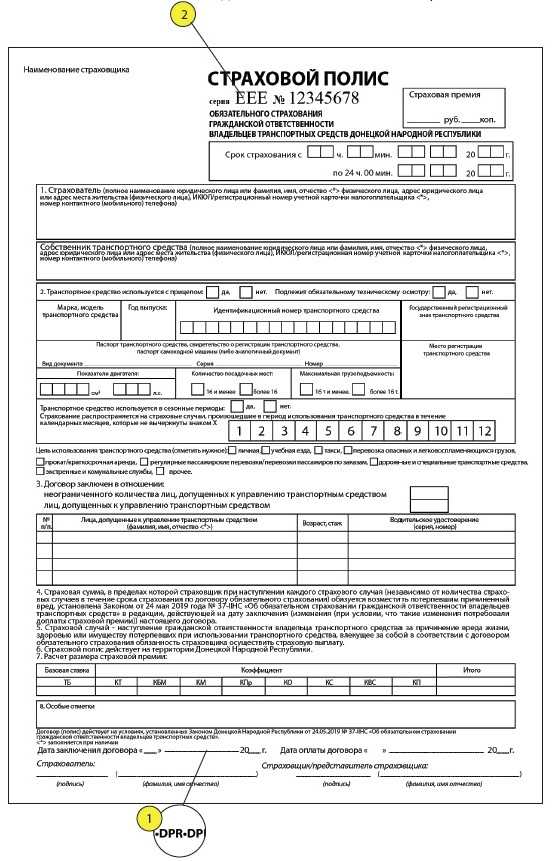 2
Наименование страховщика
СТРАХОВОЙ ПОЛИС
серия ЕЕЕ № 12345678
Страховая премия
_______ руб. ____коп.
ОБЯЗАТЕЛЬНОГО СТРАХОВАНИЯ
ГРАЖДАНСКОЙ ОТВЕТСТВЕННОСТИ
ВЛАДЕЛЬЦЕВ ТРАНСПОРТНЫХ СРЕДСТВ ДОНЕЦКОЙ НАРОДНОЙ РЕСПУБЛИКИ
Срок страхования с ч. мин. 20 г.
по 24 ч. 00 мин. 20 г.
1. Страхователь (полное наименование юридического лица или фамилия, имя, отчество <*> физического лица, адрес юридического лица
или адрес места жительства (физического лица), ИКЮЛ/регистрационный номер учетной карточки налогоплательщика <*>,
номер контактного (мобильного) телефона)
Собственник транспортного средства (полное наименование юридического лица или фамилия, имя, отчество <*> физического лица,
адрес юридического лица или адрес места жительства (физического лица), ИКЮЛ/регистрационная номер учетной карточки налогоплательщика <*>,
номер контактного (мобильного) телефона)
2. Транспортное средство используется с прицепом: да, нет. Подлежит обязательному техническому осмотру: да, нет.
Марка, модель
транспортного средства
Год выпуска:
Идентификационный номер транспортного средства
Государственный регистрационный
знак транспортного средства
Паспорт транспортного средства, свидетельство о регистрации транспортного средства,
паспорт самоходной машины (либо аналогичный документ)
Место регистрации
транспортного средства
Вид документа Серия Номер
Показатели двигателя: Количество посадочных мест: Максимальная грузоподъемность
см³ л.с. 16 и менее более 16 16 т и менее. более 16 т.
Транспортное средство используется в сезонные периоды: да, нет.
Страхование распространяется на страховые случаи, произошедшие в период использования транспортного средства в течение
календарных месяцев, которые не вычеркнуты знаком Х
1 2 3 4 5 6 7 8 9 10 11 12
Цель использования транспортного средства (отметить нужное): личная, учебная езда, такси, перевозка опасных и легковоспламеняющихся грузов,
прокат/краткосрочная аренда, регулярные пассажирские перевозки/перевозки пассажиров по заказам, дорожные и специальные транспортные средства,
экстренные и комунальные службы, прочее.
3. Договор заключен в отношении:
неограниченного количества лиц, допущенных к управлению транспортным средством
лиц, допущенных к управлению транспортным средством
№
п/п.
Лица, допущенные к управлению транспортным средством
(фамилия, имя, отчество <*>)
Возраст, стаж
Водительское удостоверение
(серия, номер)
4. Страховая сумма, в пределах которой страховщик при наступлении каждого страхового случая (независимо от количества страхо-
вых случаев в течение срока страхования по договору обязательного страхования) обязуется возместить потерпевшим причиненный
вред, установлена Законом от 24 мая 2019 года № 37-IIНС «Об обязательном страховании гражданской ответственности владельцев
транспортных средств» в редакции, действующей на дату заключения (изменения (при условии, что такие изменения потребовали
доплаты страховой премии)) настоящего договора.
5. Страховой случай - наступление гражданской ответственности владельца транспортного средства за причинение вреда жизни,
здоровью или имуществу потерпевших при использовании транспортного средства, влекущее за собой в соответствии с договором
обязательного страхования обязанность страховщика осуществить страховую выплату.
6. Страховой полис действует на территории Донецкой Народной Республики.
7. Расчет размера страховой премии:
Базовая ставка Коэффициент Итого
ТБ КТ КБМ КМ КПр КО КС КВС КП
8. Особые отметки
Договор (полис) действует на условиях, установленных Законом Донецкой Народной Республики от 24.05.2019 № 37-IIНС «Об обязательном страховании
гражданской ответственности владельцев транспортных средств».
<*> заполняется при наличии
Дата заключения договора «___» _______________ 20___ г. Дата оплаты договора « » _______________ 20___ г.
Страхователь: Страховщик/представитель страховщика:
(подпись) (фамилия, имя отчество) (подпись) (фамилия, имя отчество)
1
•DPR•DP